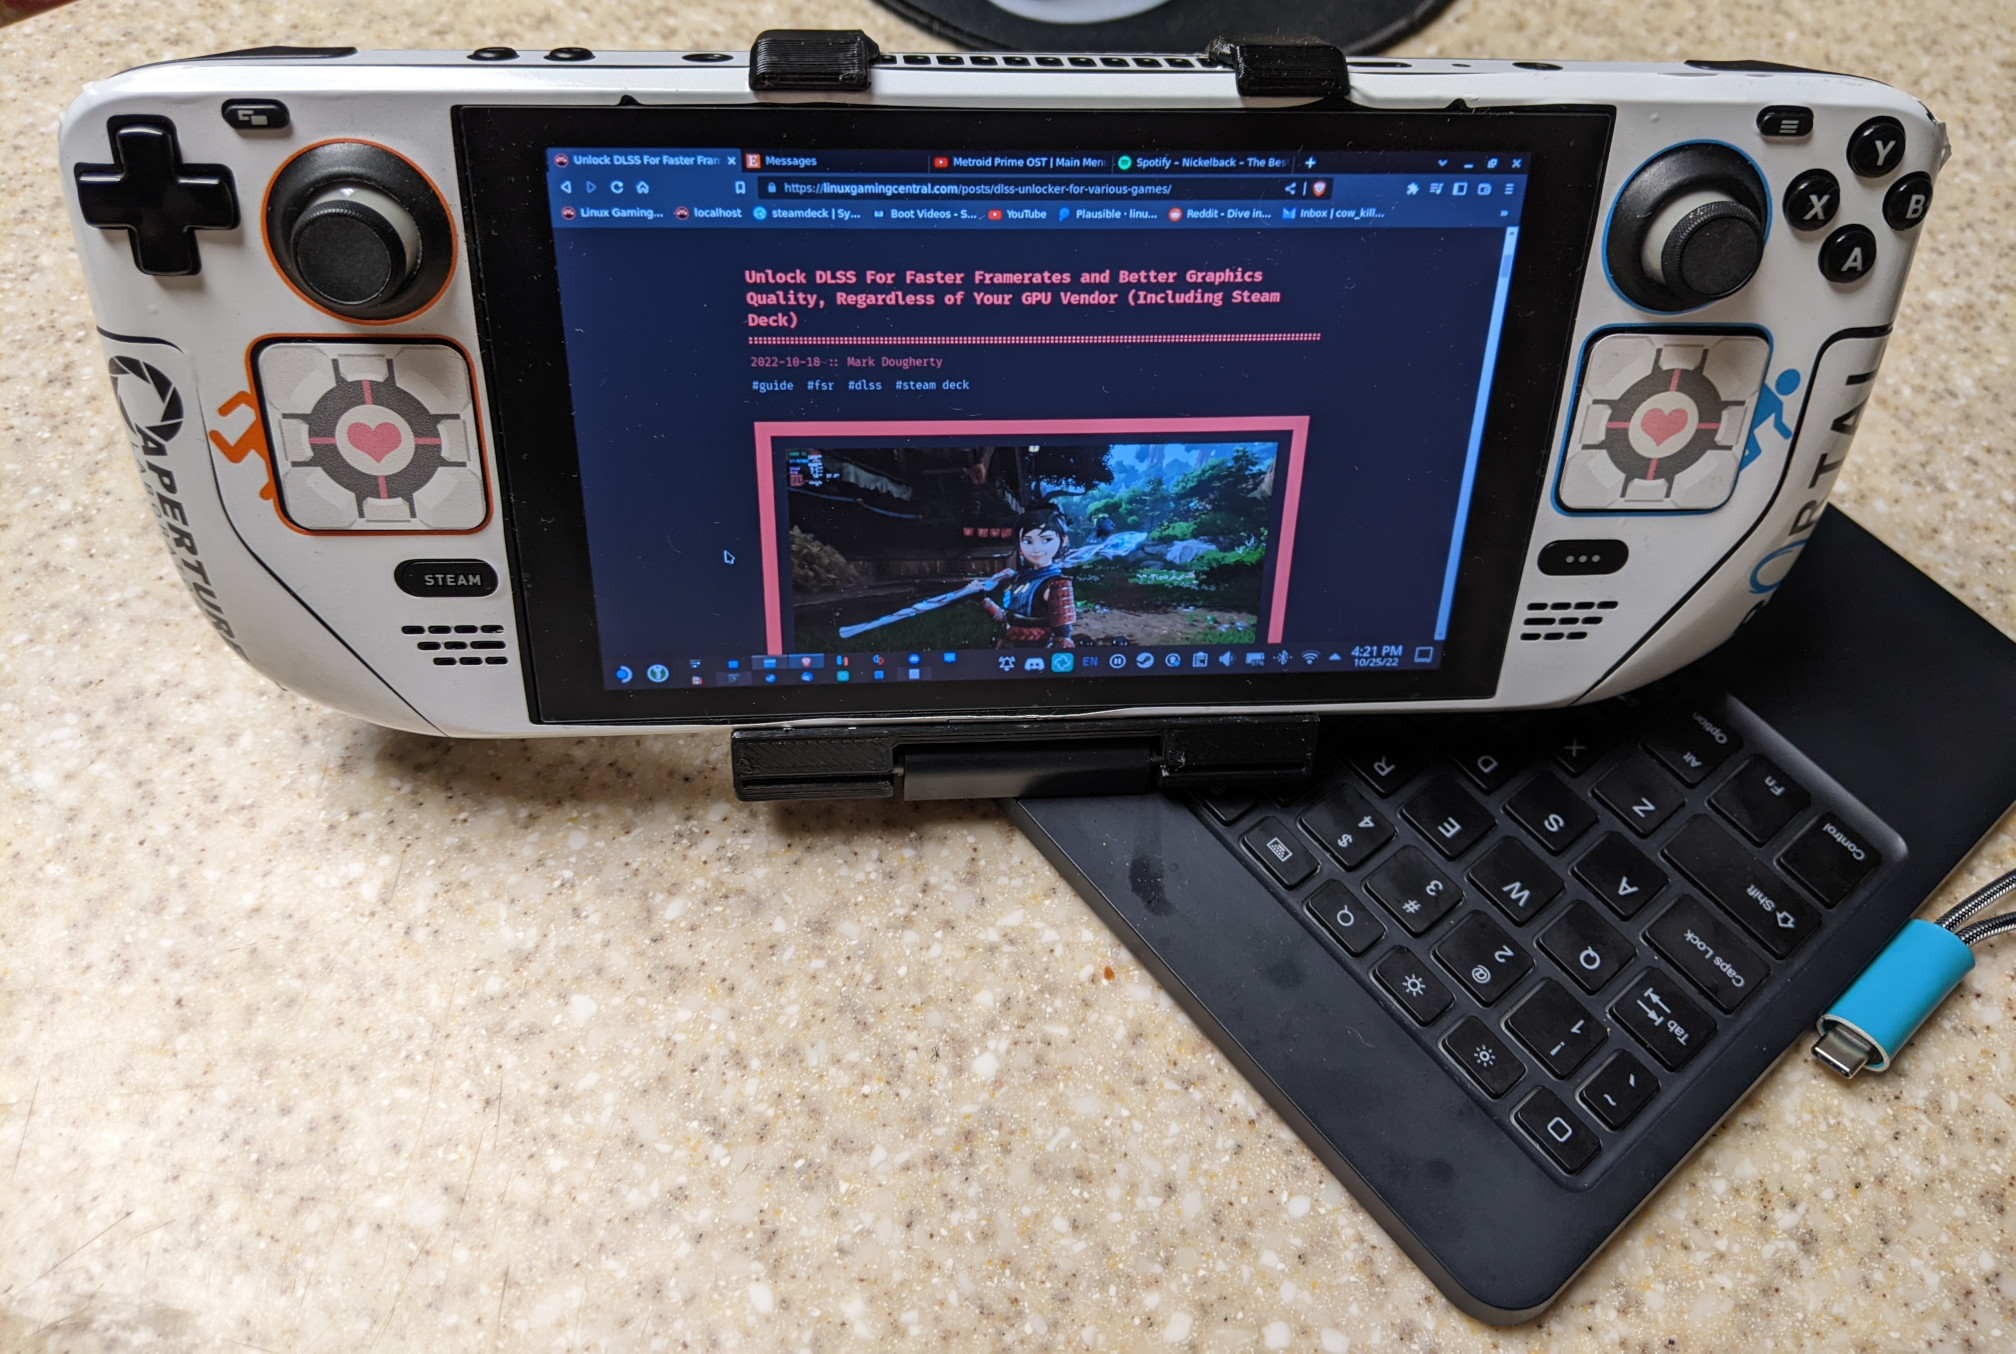 Unlock DLSS For Faster Fran
Messages
Metroid Prime OST | Main Menu
Spotify – Nickelback – The Bes
https://linuxgamingcentral.com/posts/dlss-unlocker-for-various-games/
Linux Gaming...
localhost
steamdeck | Sy...
Boot Videos - S...
YouTube
Plausible · linu...
Reddit - Dive in...
Inbox | cow_kill...
Unlock DLSS For Faster Framerates and Better Graphics
Quality, Regardless of Your GPU Vendor (Including Steam
Deck)
2022-10-18 :: Mark Dougherty
#guide #fsr #dlss #steam deck
EN
4:21 PM
10/25/22
Y
X
B
A
STEAM
APERTURE
PORTAL
Option
Alt
Fn
Control
X
Z
Shift
D
S
A
Caps Lock
R
E
W
Q
Tab
$
4
#
3
@
2
!
1
~